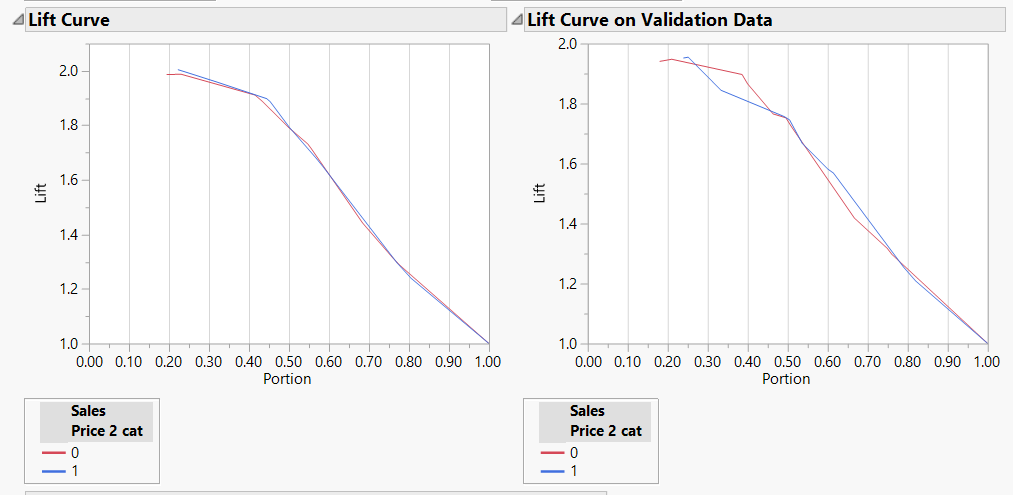 Lift Curve
2.0
1.8
1.6
1.4
1.2
1.0
Lift
0.00 0.10 0.20 0.30 0.40 0.50 0.60 0.70 0.80 0.90 1.00
Portion
Sales
Price 2 cat
0
1
Lift Curve on Validation Data
2.0
1.8
1.6
1.4
1.2
1.0
Lift
0.00 0.10 0.20 0.30 0.40 0.50 0.60 0.70 0.80 0.90 1.00
Portion
Sales
Price 2 cat
0
1